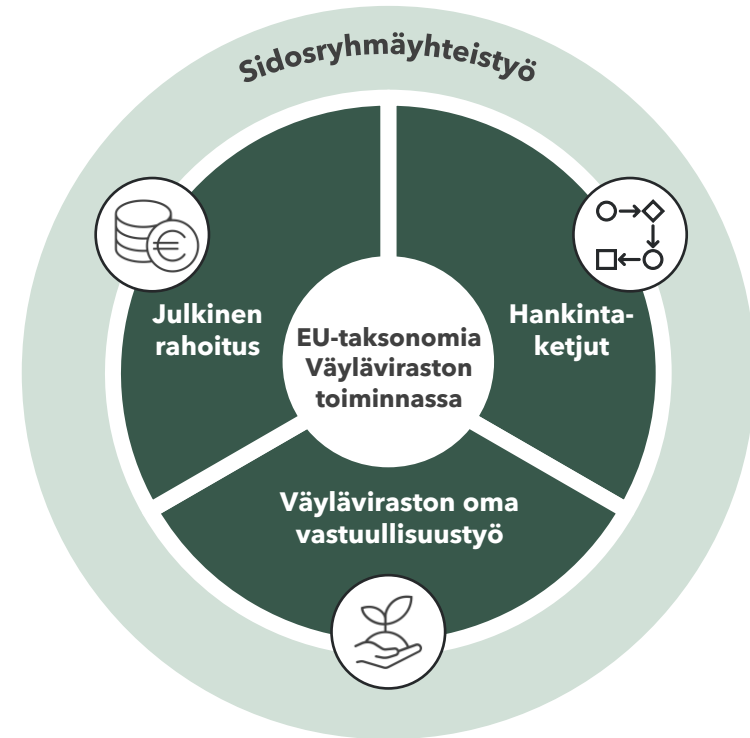 Sidosryhmäyhteistyö
Julkinen
rahoitus
EU-taksonomia
Väyläviraston
toiminnassa
Hankinta-
ketjut
Väyläviraston oma
vastuullisuustyö